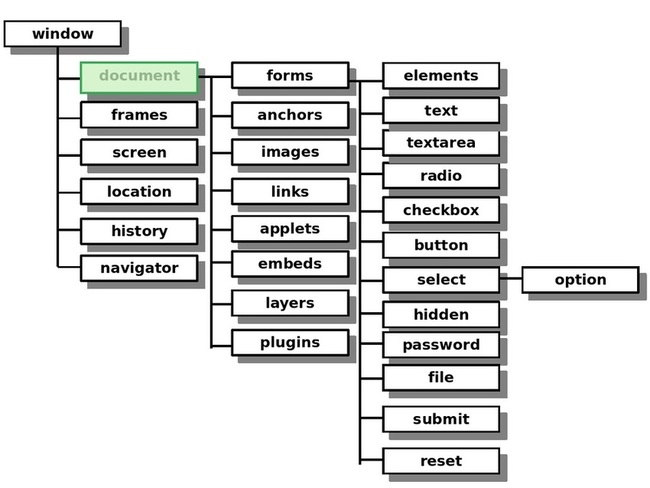 window
document
frames
screen
location
history
navigator
forms
anchors
images
links
applets
embeds
layers
plugins
elements
text
textarea
radio
checkbox
button
select
hidden
password
file
submit
reset
option